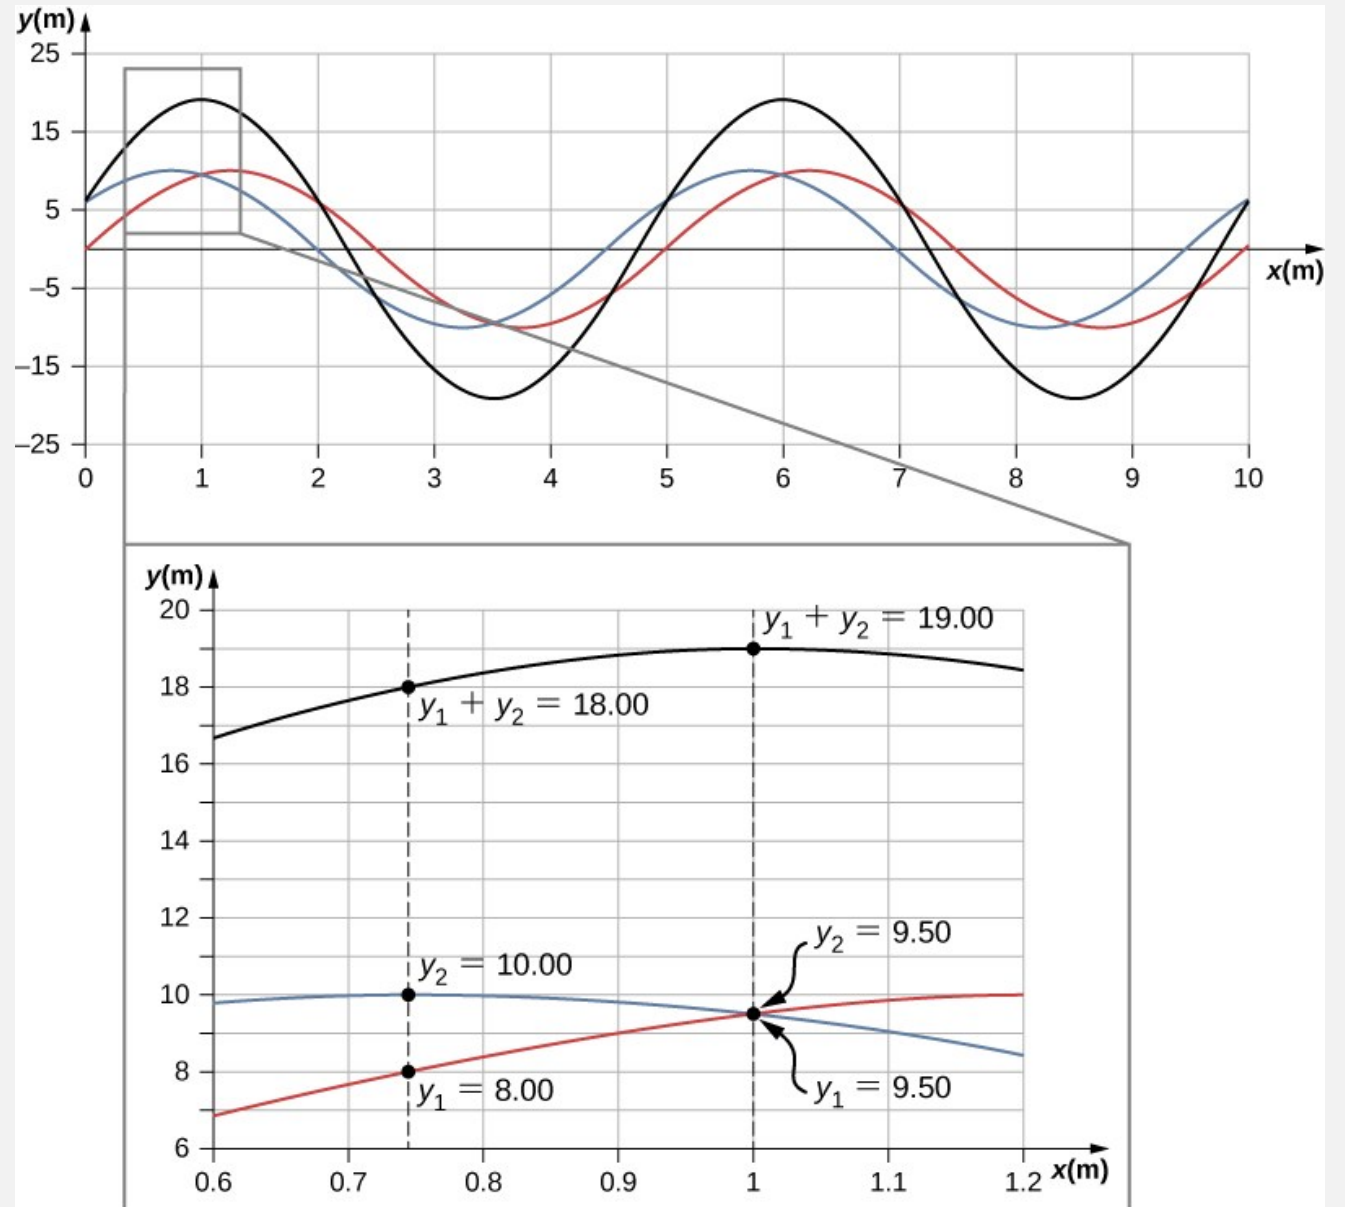 y(m)
25
15
5
–5
–15
–25
x(m)
0 1 2 3 4 5 6 7 8 9 10
y(m)
20
18
16
14
12
10
8
6
y₁ + y₂ = 19.00
y₁ + y₂ = 18.00
y₂ = 9.50
y₂ = 10.00
y₁ = 8.00
y₁ = 9.50
0.6 0.7 0.8 0.9 1 1.1 1.2 x(m)